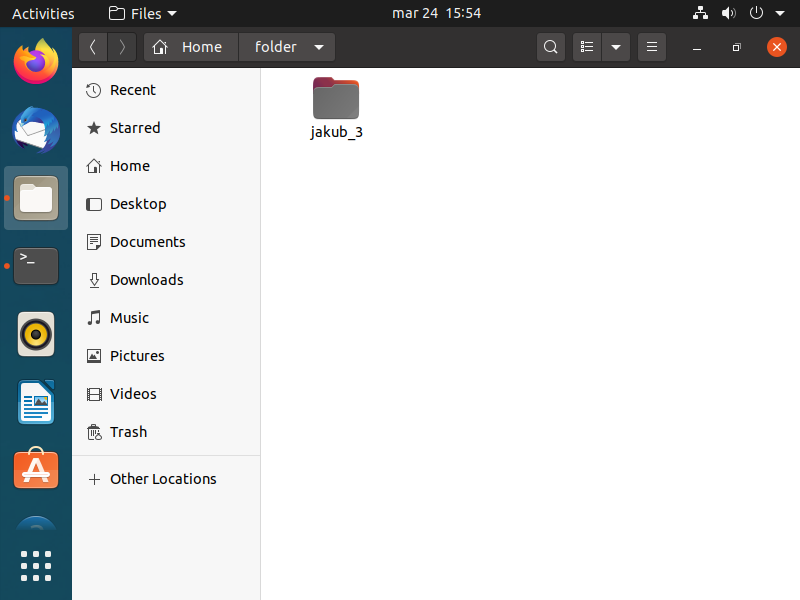 Activities Files mar 24 15:54
Home folder
Recent
Starred
Home
Desktop
Documents
Downloads
Music
Pictures
Videos
Trash
Other Locations
jakub_3
>_